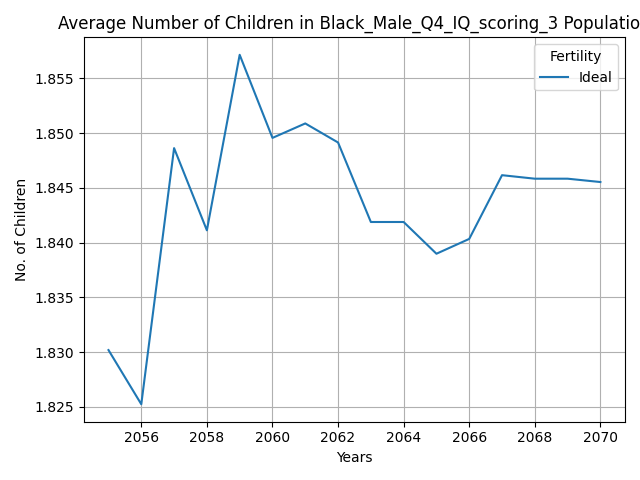 Average Number of Children in Black_Male_Q4_IQ_scoring_3 Populatio
Fertility
Ideal
1.855
1.850
1.845
1.840
1.835
1.830
1.825
No. of Children
2056 2058 2060 2062 2064 2066 2068 2070
Years